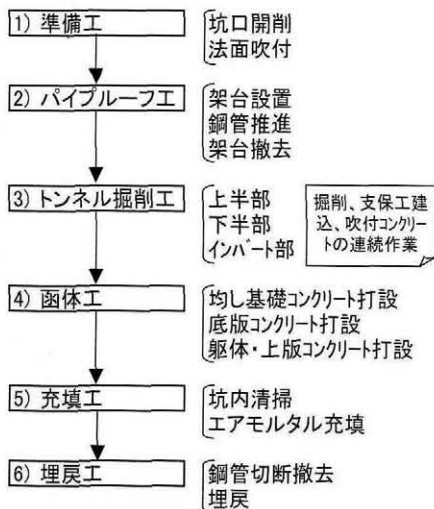 1) 準備工
坑口開削
法面吹付
2) パイプルーフ工
架台設置
鋼管推進
架台撤去
3) トンネル掘削工
上半部
下半部
インバート部
掘削、支保工建
込、吹付コンクリー
トの連続作業
4) 函体工
均し基礎コンクリート打設
底版コンクリート打設
躯体・上版コンクリート打設
5) 充填工
坑内清掃
エアモルタル充填
6) 埋戻工
鋼管切断撤去
埋戻